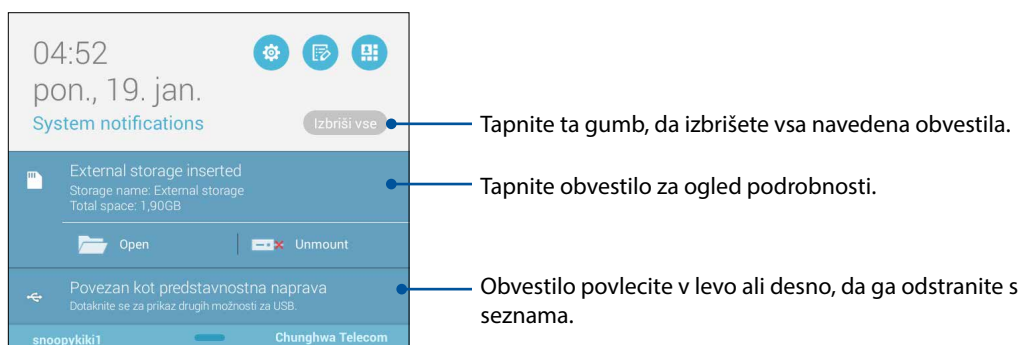 04:52
pon., 19. jan.
System notifications
Izbriši vse
Tapnite ta gumb, da izbrišete vsa navedena obvestila.
External storage inserted
Storage name: External storage
Total space: 1,90GB
Tapnite obvestilo za ogled podrobnosti.
Open
Unmount
Povezan kot predstavnostna naprava
Dotaknite se za prikaz drugih možnosti za USB.
Obvestilo povlecite v levo ali desno, da ga odstranite s
seznama.
snoopykiki1
Chunghwa Telecom